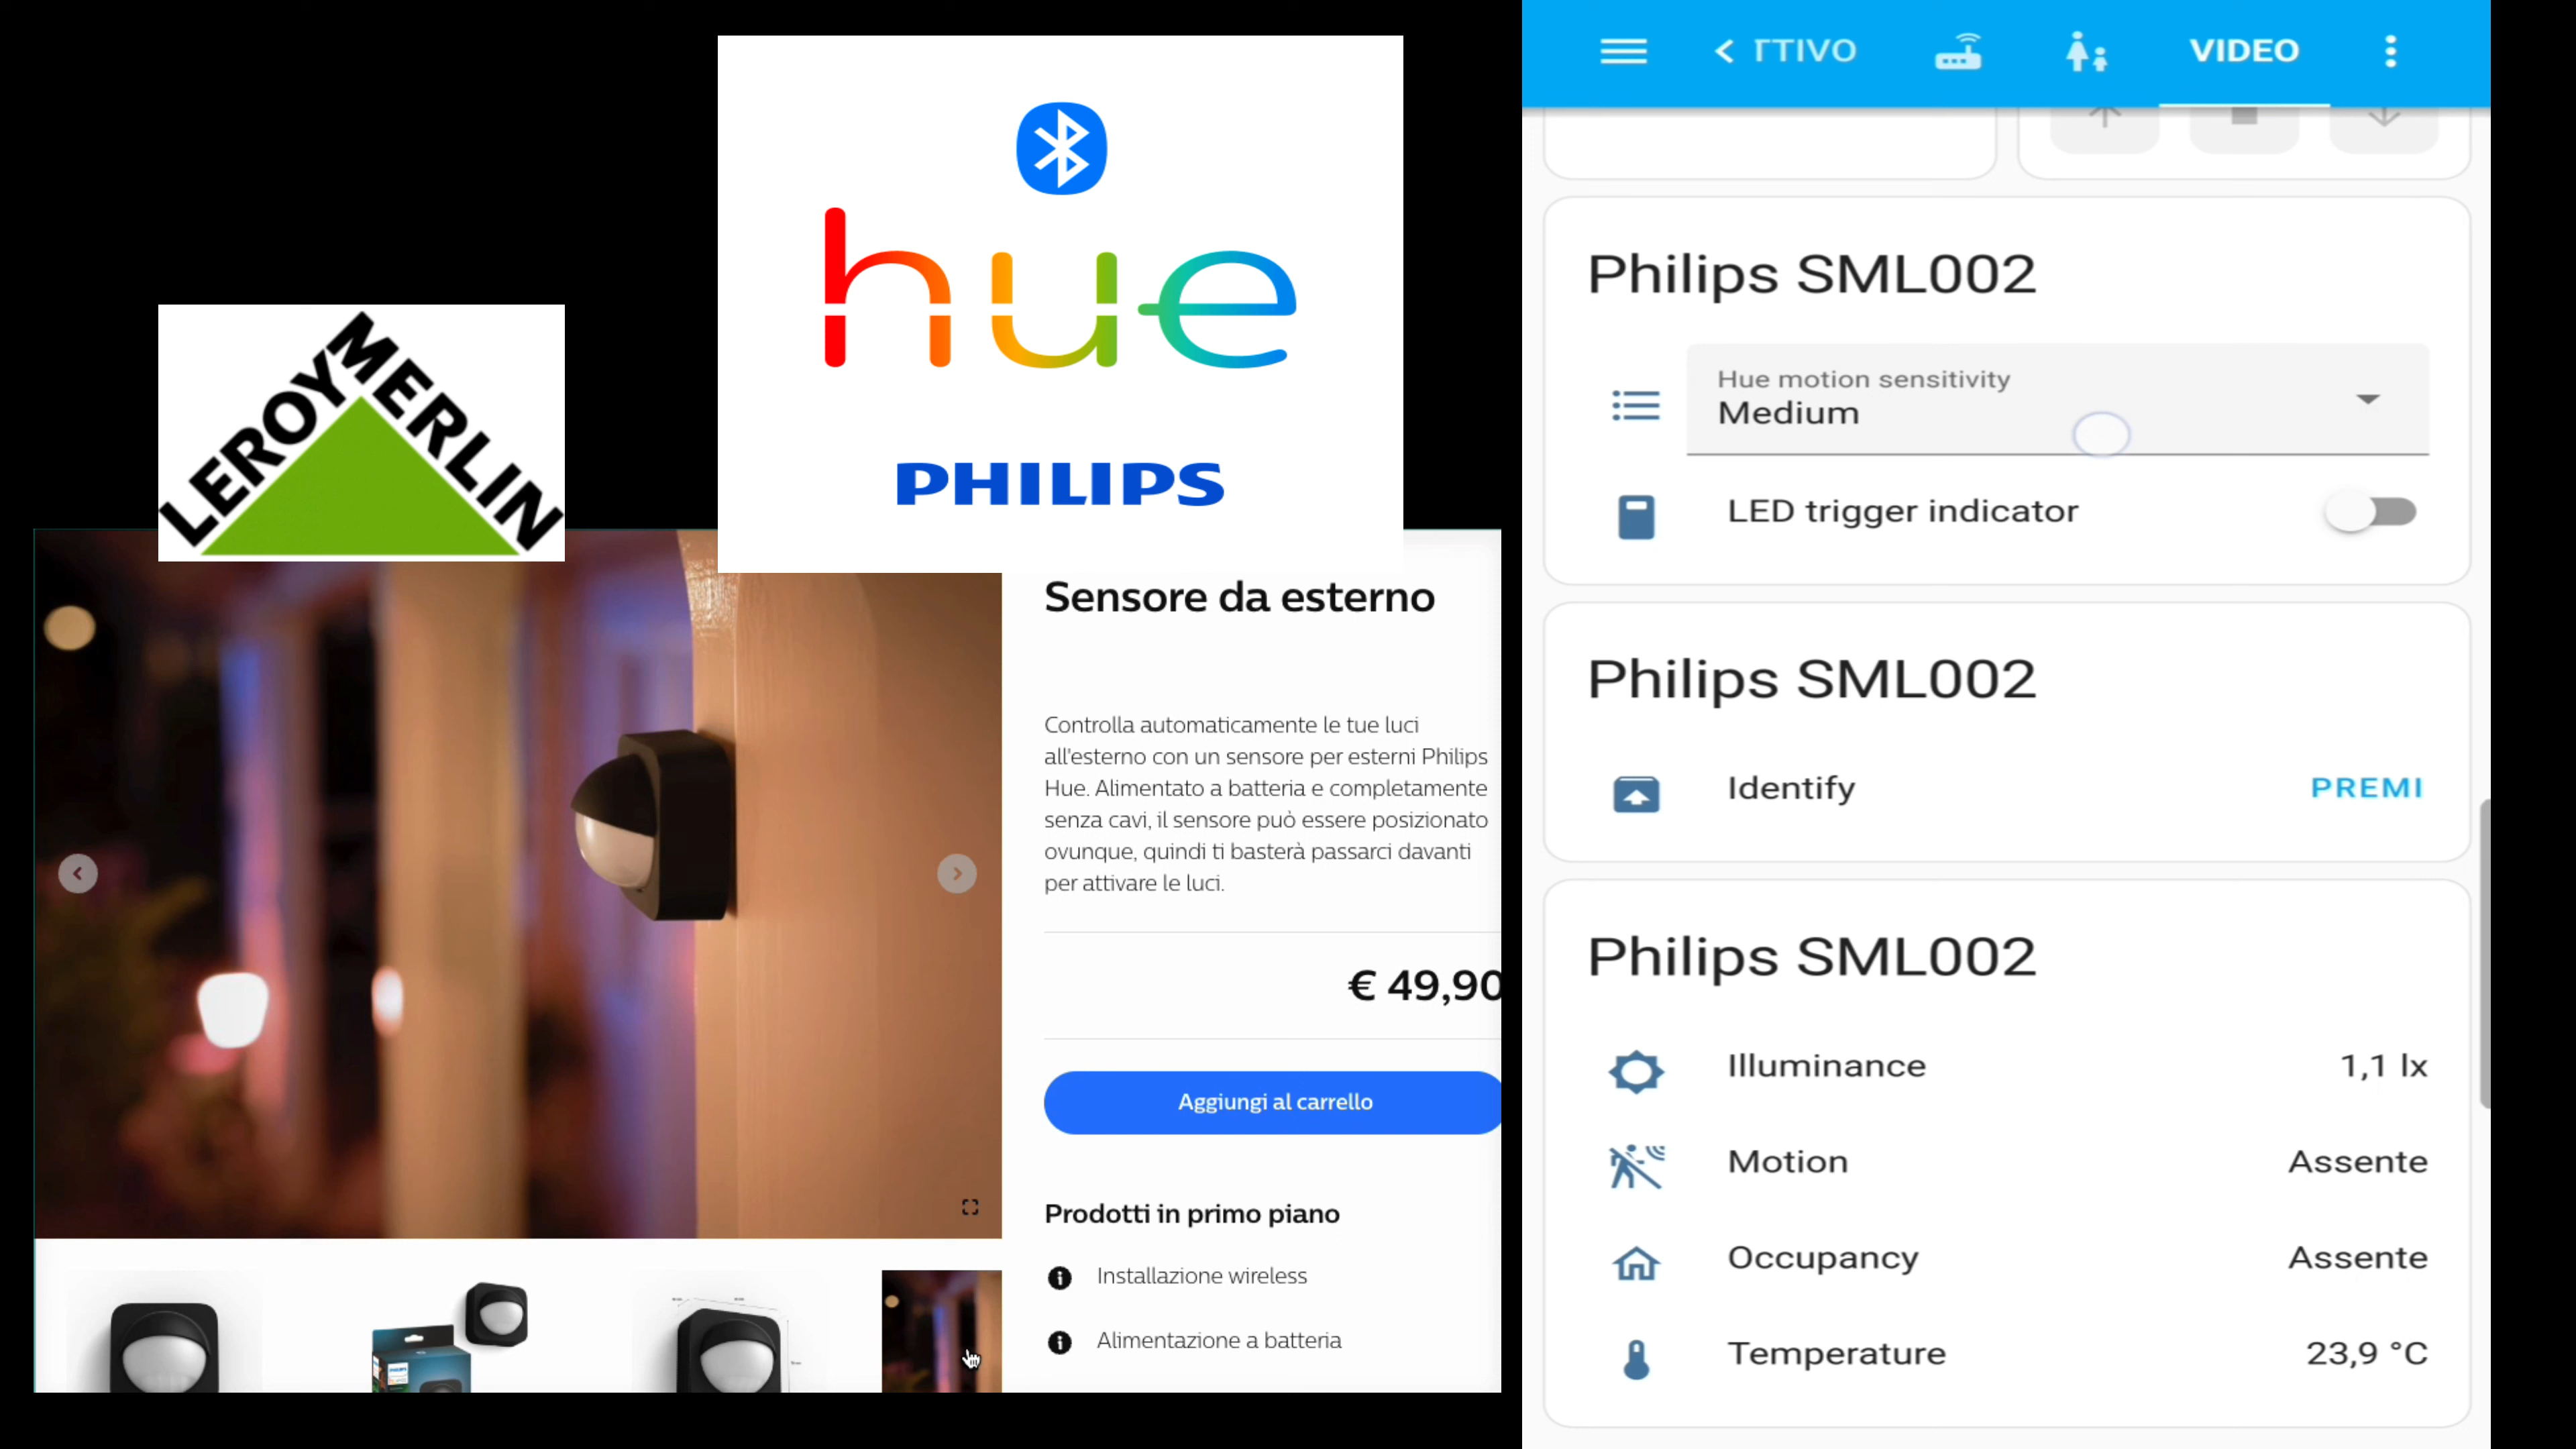 LEROY MERLIN
hue
PHILIPS
Sensore da esterno
Controlla automaticamente le tue luci
all'esterno con un sensore per esterni Philips
Hue. Alimentato a batteria e completamente
senza cavi, il sensore può essere posizionato
ovunque, quindi ti basterà passarci davanti
per attivare le luci.
€ 49,90
Aggiungi al carrello
Prodotti in primo piano
Installazione wireless
Alimentazione a batteria
TTIVO
VIDEO
Philips SML002
Hue motion sensitivity
Medium
LED trigger indicator
Philips SML002
Identify PREMI
Philips SML002
Illuminance 1,1 lx
Motion Assente
Occupancy Assente
Temperature 23,9 °C